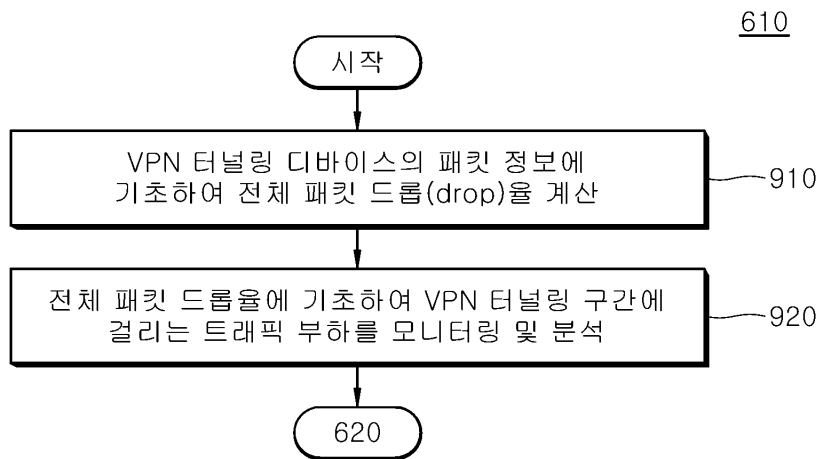 610
시작
VPN 터널링 디바이스의 패킷 정보에
기초하여 전체 패킷 드롭(drop)율 계산
910
전체 패킷 드롭율에 기초하여 VPN 터널링 구간에
걸리는 트래픽 부하를 모니터링 및 분석
920
620